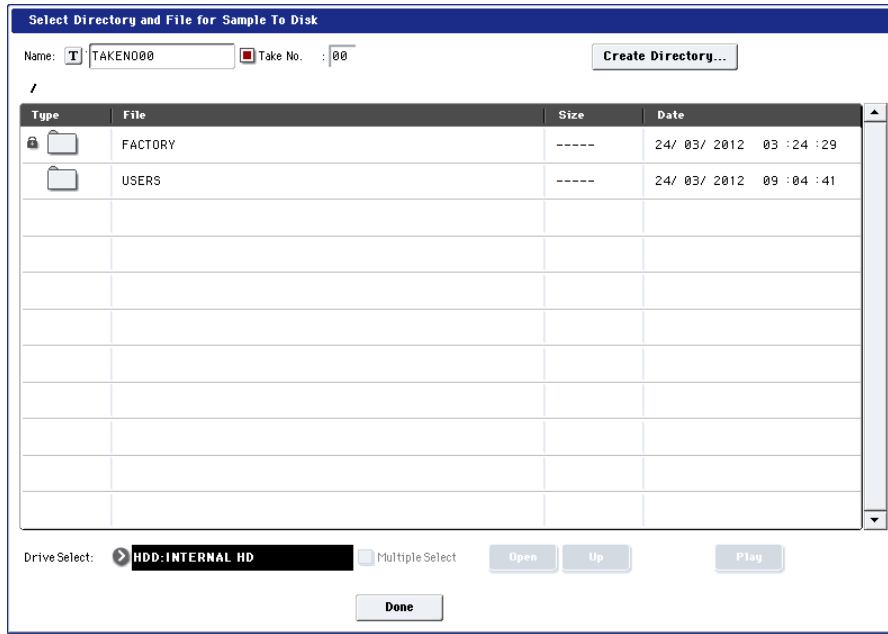 Select Directory and File for Sample To Disk
Name: T TAKENO00 Take No. : 00 Create Directory...
/
Type File Size Date
FACTORY ----- 24/ 03/ 2012 03 :24 :29
USERS ----- 24/ 03/ 2012 09 :04 :41
Drive Select: HDD:INTERNAL HD Multiple Select Open Up Play
Done